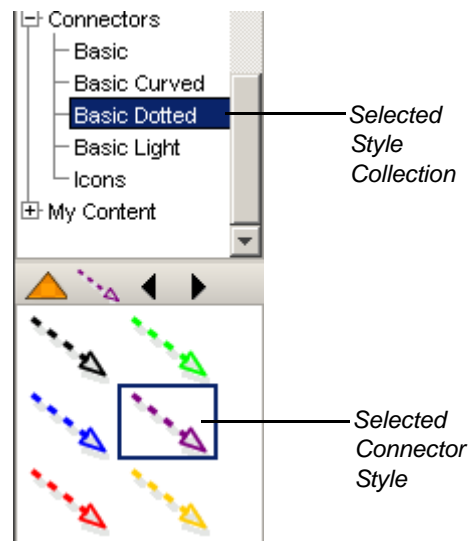 Connectors
Basic
Basic Curved
Basic Dotted
Basic Light
Icons
My Content
Selected
Style
Collection
Selected
Connector
Style